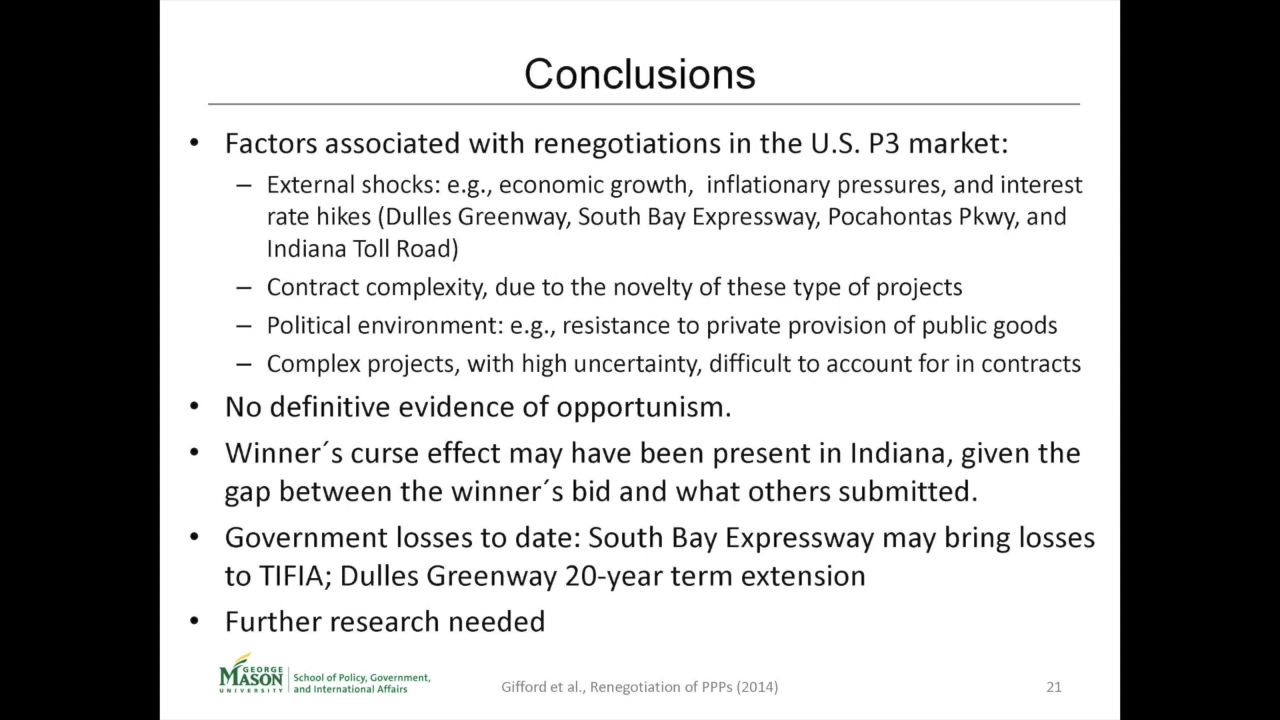 Conclusions
• Factors associated with renegotiations in the U.S. P3 market:
– External shocks: e.g., economic growth,  inflationary pressures, and interest
rate hikes (Dulles Greenway, South Bay Expressway, Pocahontas Pkwy, and
Indiana Toll Road)
– Contract complexity, due to the novelty of these type of projects
– Political environment: e.g., resistance to private provision of public goods
– Complex projects, with high uncertainty, difficult to account for in contracts
• No definitive evidence of opportunism.
• Winner´s curse effect may have been present in Indiana, given the
gap between the winner´s bid and what others submitted.
• Government losses to date: South Bay Expressway may bring losses
to TIFIA; Dulles Greenway 20-year term extension
• Further research needed
GEORGE
MASON
UNIVERSITY
School of Policy, Government,
and International Affairs
Gifford et al., Renegotiation of PPPs (2014)
21